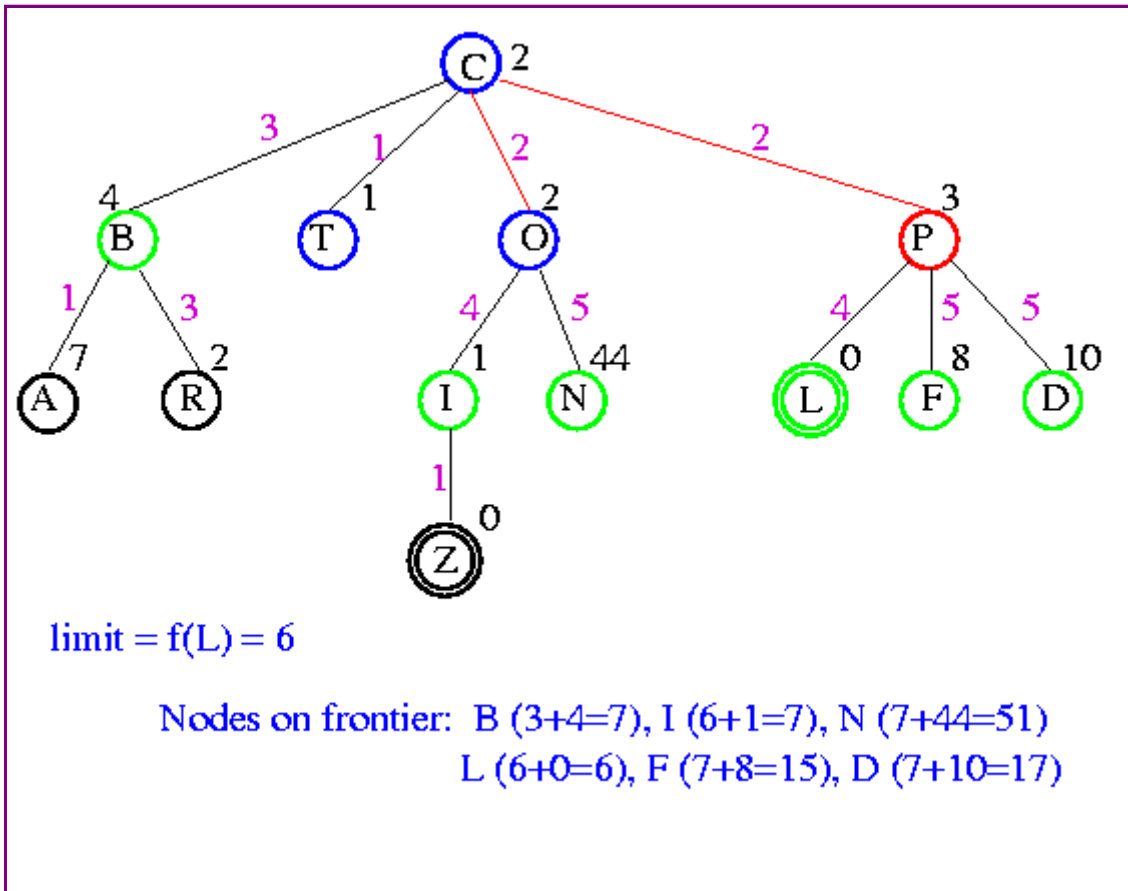 C 2
3 1 2 2
4 1 2 3
B T O P
1 3 4 5 4 5 5
7 2 1 44 0 8 10
A R I N L F D
1
0
Z
limit = f(L) = 6
Nodes on frontier: B (3+4=7), I (6+1=7), N (7+44=51)
L (6+0=6), F (7+8=15), D (7+10=17)